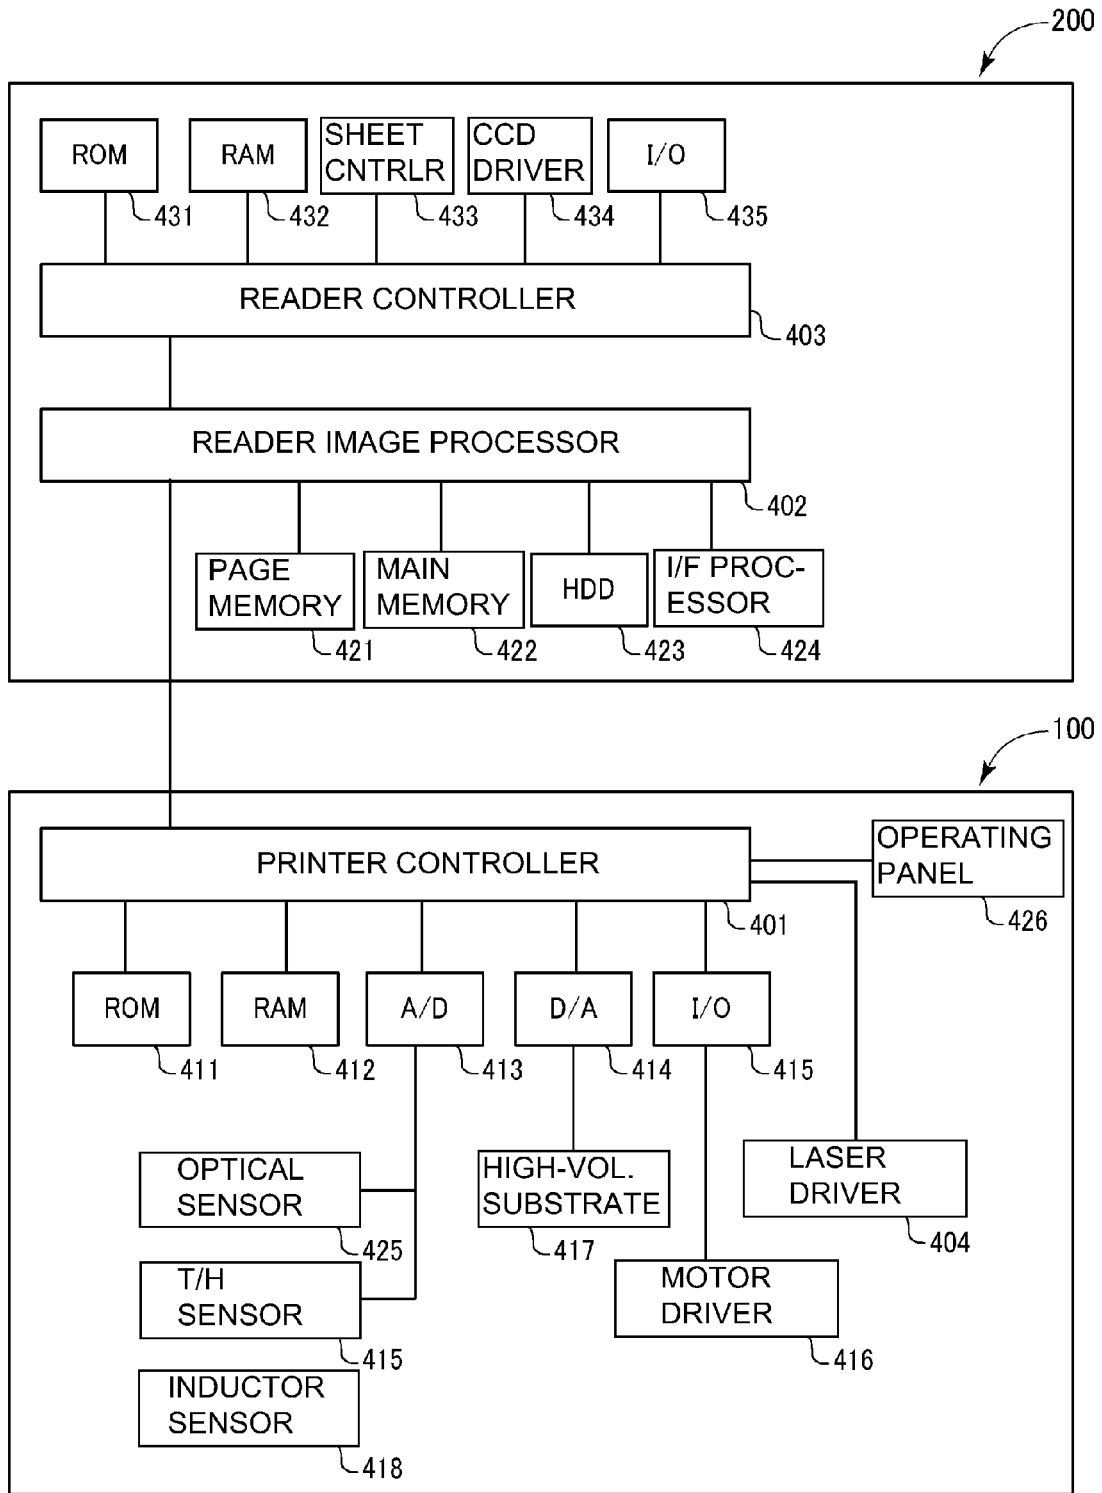 200
ROM
RAM
SHEET
CNTRLR
CCD
DRIVER
I/O
431
432
433
434
435
READER CONTROLLER
403
READER IMAGE PROCESSOR
402
PAGE
MEMORY
MAIN
MEMORY
HDD
I/F PROC-
ESSOR
421
422
423
424
100
PRINTER CONTROLLER
OPERATING
PANEL
401
426
ROM
RAM
A/D
D/A
I/O
411
412
413
414
415
OPTICAL
SENSOR
HIGH-VOL.
SUBSTRATE
LASER
DRIVER
425
417
404
T/H
SENSOR
MOTOR
DRIVER
415
416
INDUCTOR
SENSOR
418